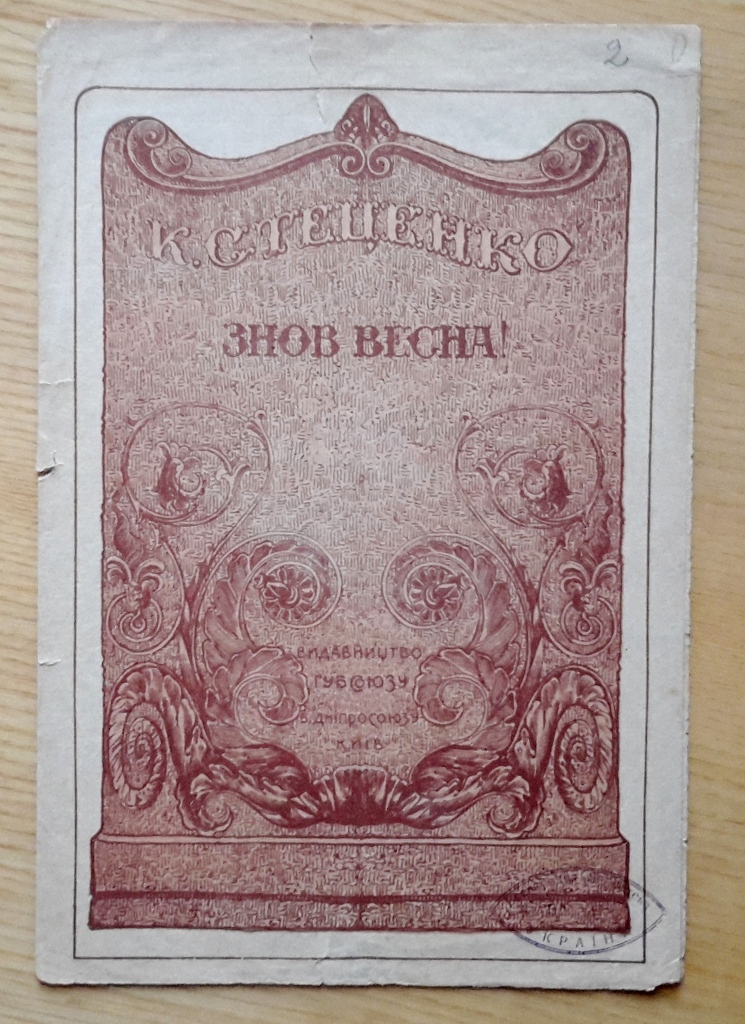 2
К. СТЕЦЕНКО
ЗНОВ ВЕСНА!
ВИДАВНИЦТВО
ГУБСОЮЗУ
В. ДНІПРОСОЮЗУ
"КИЇВ"
КРАЇН